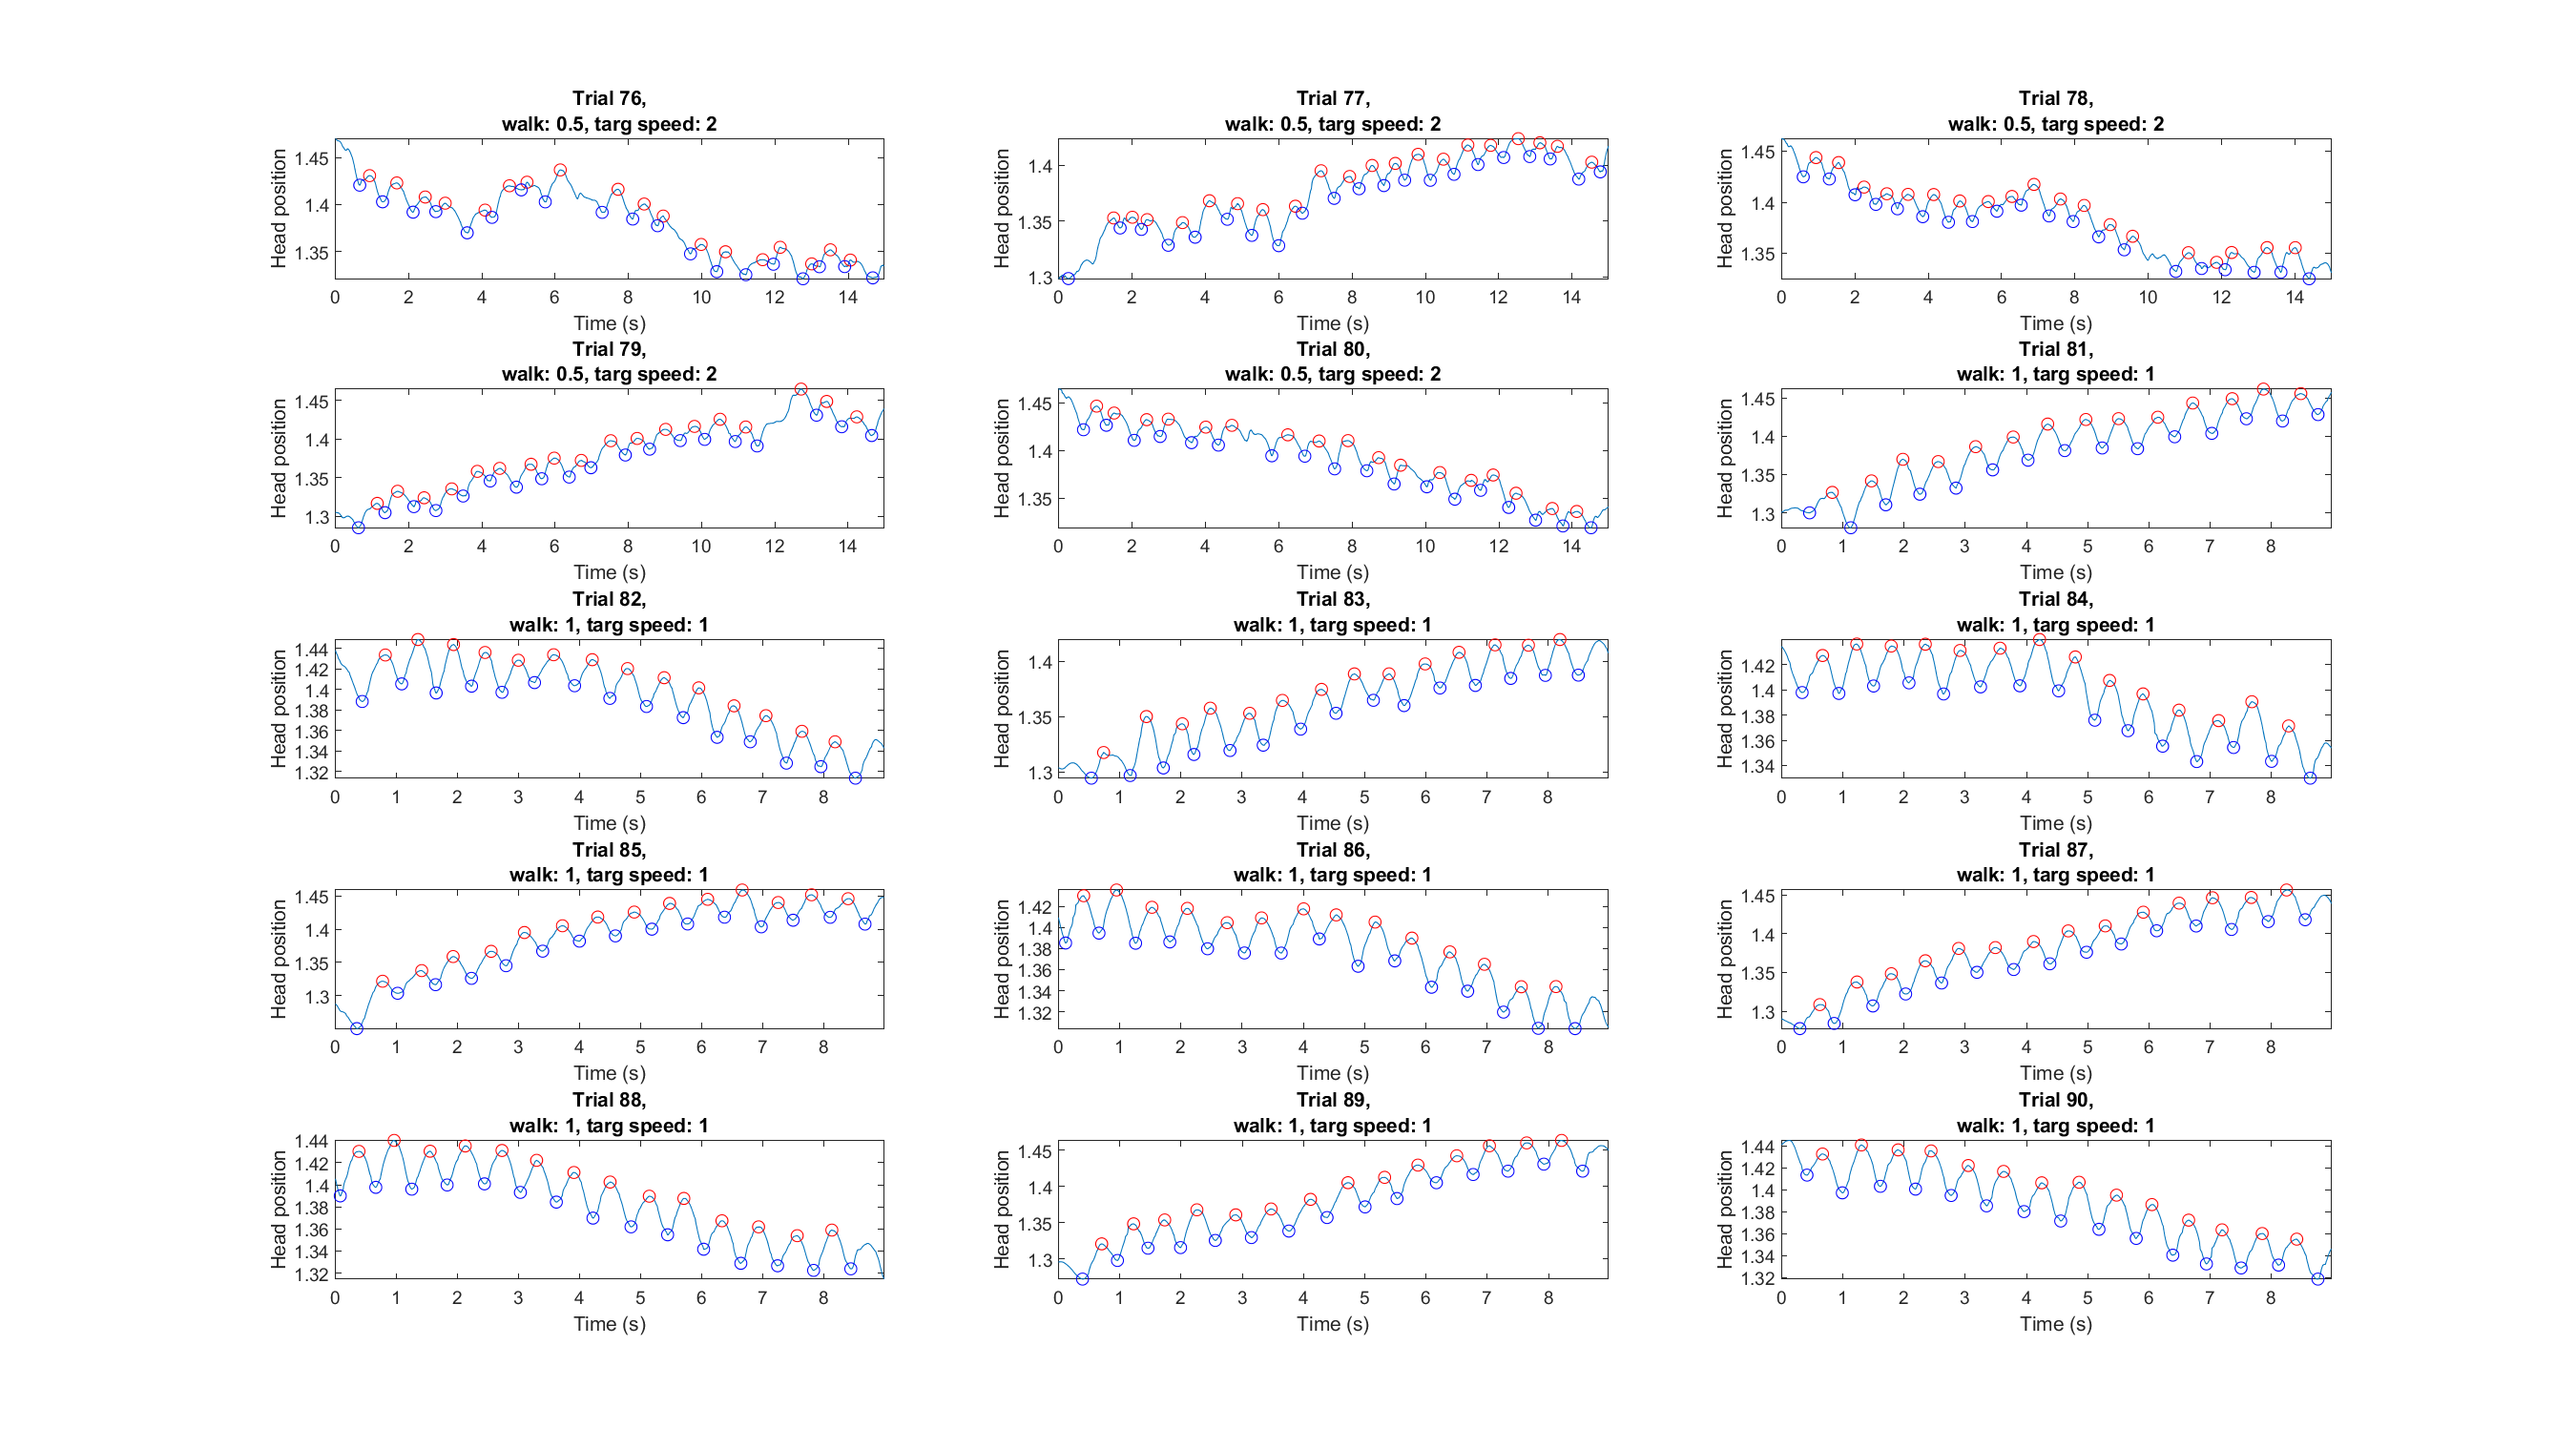 Trial 76,
walk: 0.5, targ speed: 2
Head position
1.45
1.4
1.35
0 2 4 6 8 10 12 14
Time (s)
Trial 77,
walk: 0.5, targ speed: 2
Head position
1.4
1.35
1.3
0 2 4 6 8 10 12 14
Time (s)
Trial 78,
walk: 0.5, targ speed: 2
Head position
1.45
1.4
1.35
0 2 4 6 8 10 12 14
Time (s)
Trial 79,
walk: 0.5, targ speed: 2
Head position
1.45
1.4
1.35
1.3
0 2 4 6 8 10 12 14
Time (s)
Trial 80,
walk: 0.5, targ speed: 2
Head position
1.45
1.4
1.35
0 2 4 6 8 10 12 14
Time (s)
Trial 81,
walk: 1, targ speed: 1
Head position
1.45
1.4
1.35
1.3
0 1 2 3 4 5 6 7 8
Time (s)
Trial 82,
walk: 1, targ speed: 1
Head position
1.44
1.42
1.4
1.38
1.36
1.34
1.32
0 1 2 3 4 5 6 7 8
Time (s)
Trial 83,
walk: 1, targ speed: 1
Head position
1.4
1.35
1.3
0 1 2 3 4 5 6 7 8
Time (s)
Trial 84,
walk: 1, targ speed: 1
Head position
1.42
1.4
1.38
1.36
1.34
0 1 2 3 4 5 6 7 8
Time (s)
Trial 85,
walk: 1, targ speed: 1
Head position
1.45
1.4
1.35
1.3
0 1 2 3 4 5 6 7 8
Time (s)
Trial 86,
walk: 1, targ speed: 1
Head position
1.42
1.4
1.38
1.36
1.34
1.32
0 1 2 3 4 5 6 7 8
Time (s)
Trial 87,
walk: 1, targ speed: 1
Head position
1.45
1.4
1.35
1.3
0 1 2 3 4 5 6 7 8
Time (s)
Trial 88,
walk: 1, targ speed: 1
Head position
1.44
1.42
1.4
1.38
1.36
1.34
1.32
0 1 2 3 4 5 6 7 8
Time (s)
Trial 89,
walk: 1, targ speed: 1
Head position
1.45
1.4
1.35
1.3
0 1 2 3 4 5 6 7 8
Time (s)
Trial 90,
walk: 1, targ speed: 1
Head position
1.44
1.42
1.4
1.38
1.36
1.34
1.32
0 1 2 3 4 5 6 7 8
Time (s)